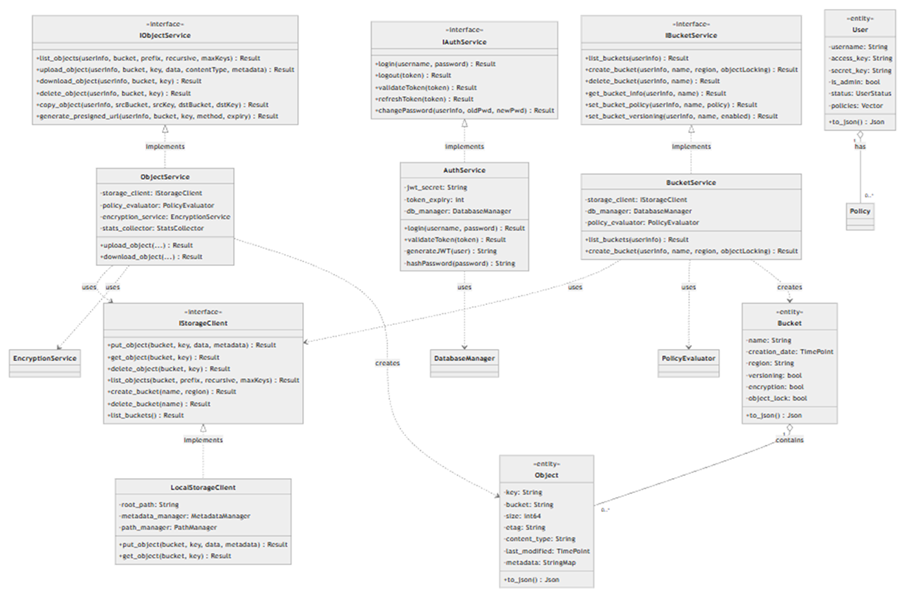 «interface»
IObjectService
+list_objects(userInfo, bucket, prefix, recursive, maxKeys) : Result
+upload_object(userInfo, bucket, key, data, contentType, metadata) : Result
+download_object(userInfo, bucket, key) : Result
+delete_object(userInfo, bucket, key) : Result
+copy_object(userInfo, srcBucket, srcKey, dstBucket, dstKey) : Result
+generate_presigned_url(userInfo, bucket, key, method, expiry) : Result
«interface»
IAuthService
+login(username, password) : Result
+logout(token) : Result
+validateToken(token) : Result
+refreshToken(token) : Result
+changePassword(userInfo, oldPwd, newPwd) : Result
«interface»
IBucketService
+list_buckets(userInfo) : Result
+create_bucket(userInfo, name, region, objectLocking) : Result
+delete_bucket(userInfo, name) : Result
+get_bucket_info(userInfo, name) : Result
+set_bucket_policy(userInfo, name, policy) : Result
+set_bucket_versioning(userInfo, name, enabled) : Result
«entity»
User
-username: String
-access_key: String
-secret_key: String
-is_admin: bool
-status: UserStatus
-policies: Vector
+to_json() : Json
implements
implements
implements
1
has
0..*
Policy
ObjectService
-storage_client: IStorageClient
-policy_evaluator: PolicyEvaluator
-encryption_service: EncryptionService
-stats_collector: StatsCollector
+upload_object(...) : Result
+download_object(...) : Result
AuthService
-jwt_secret: String
-token_expiry: int
-db_manager: DatabaseManager
+login(username, password) : Result
+validateToken(token) : Result
-generateJWT(user) : String
-hashPassword(password) : String
BucketService
-storage_client: IStorageClient
-db_manager: DatabaseManager
-policy_evaluator: PolicyEvaluator
+list_buckets(userInfo) : Result
+create_bucket(userInfo, name, region, objectLocking) : Result
uses
uses
uses
uses
uses
creates
EncryptionService
«interface»
IStorageClient
+put_object(bucket, key, data, metadata) : Result
+get_object(bucket, key) : Result
+delete_object(bucket, key) : Result
+list_objects(bucket, prefix, recursive, maxKeys) : Result
+create_bucket(name, region) : Result
+delete_bucket(name) : Result
+list_buckets() : Result
creates
DatabaseManager
PolicyEvaluator
«entity»
Bucket
-name: String
-creation_date: TimePoint
-region: String
-versioning: bool
-encryption: bool
-object_lock: bool
+to_json() : Json
implements
1
contains
0..*
LocalStorageClient
-root_path: String
-metadata_manager: MetadataManager
-path_manager: PathManager
+put_object(bucket, key, data, metadata) : Result
+get_object(bucket, key) : Result
«entity»
Object
-key: String
-bucket: String
-size: int64
-etag: String
-content_type: String
-last_modified: TimePoint
-metadata: StringMap
+to_json() : Json